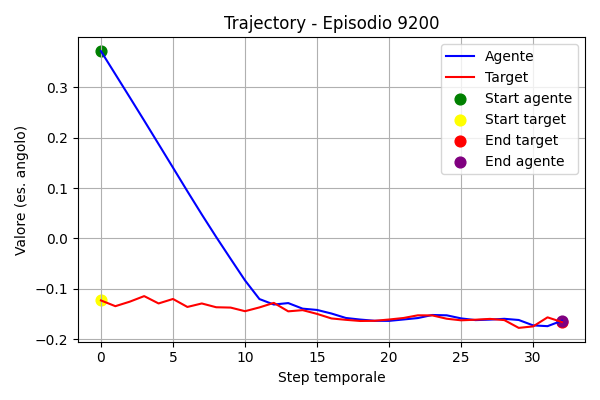 Trajectory - Episodio 9200
Agente
Target
Start agente
Start target
End target
End agente
Valore (es. angolo)
0.3
0.2
0.1
0.0
−0.1
−0.2
0 5 10 15 20 25 30
Step temporale